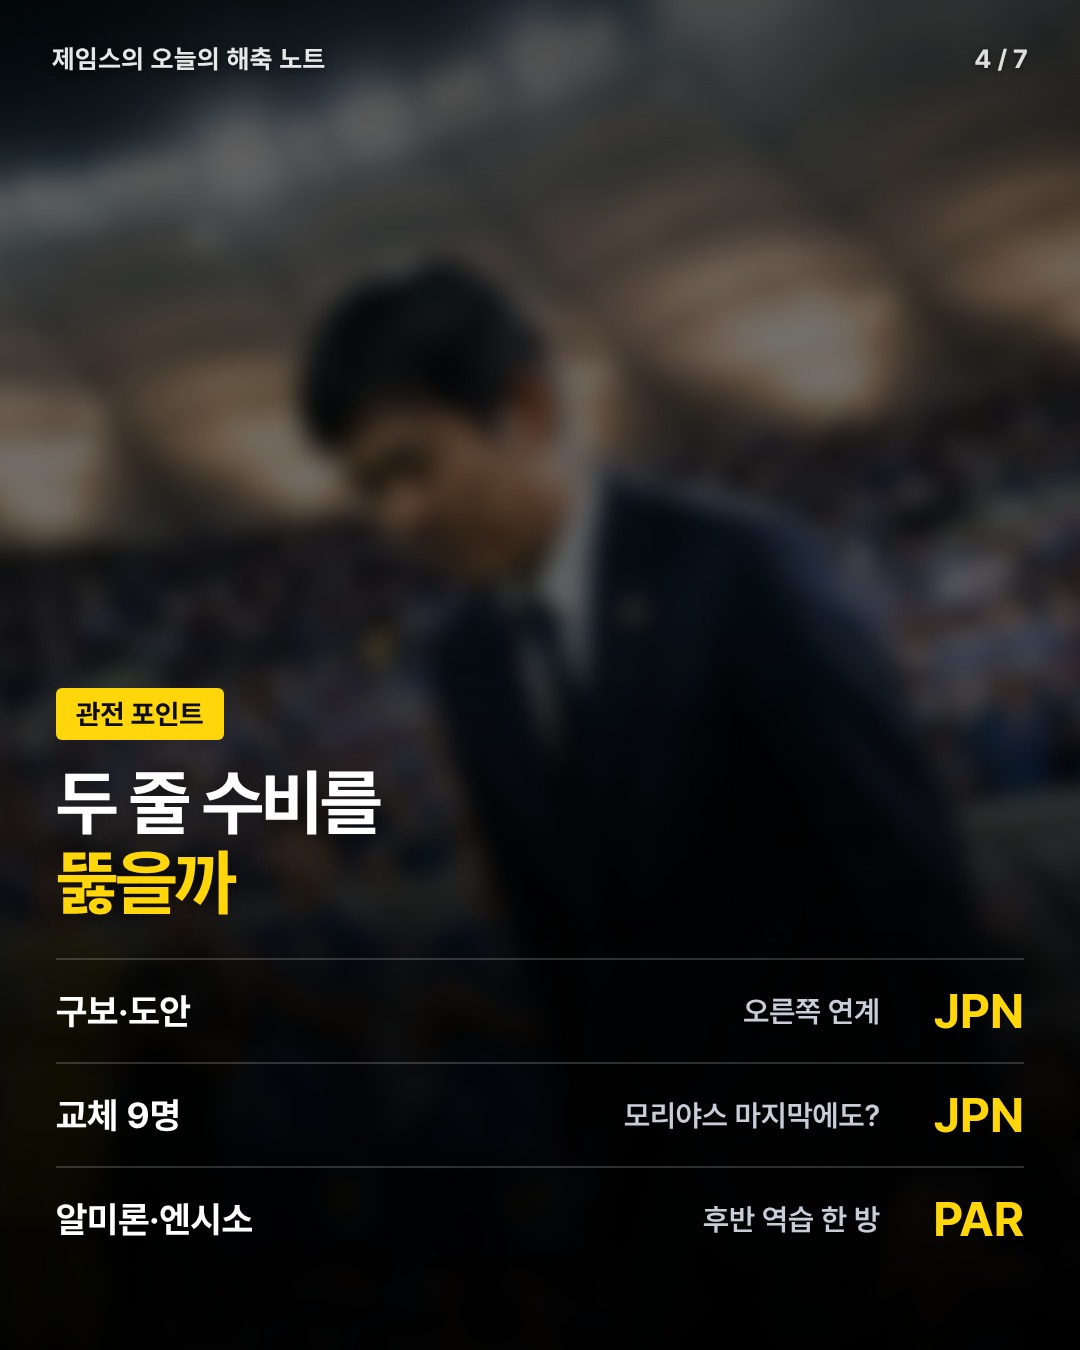 제임스의 오늘의 해축 노트
4 / 7
관전 포인트
두 줄 수비를
뚫을까
구보·도안 오른쪽 연계 JPN
교체 9명 모리야스 마지막에도? JPN
알미론·엔시소 후반 역습 한 방 PAR